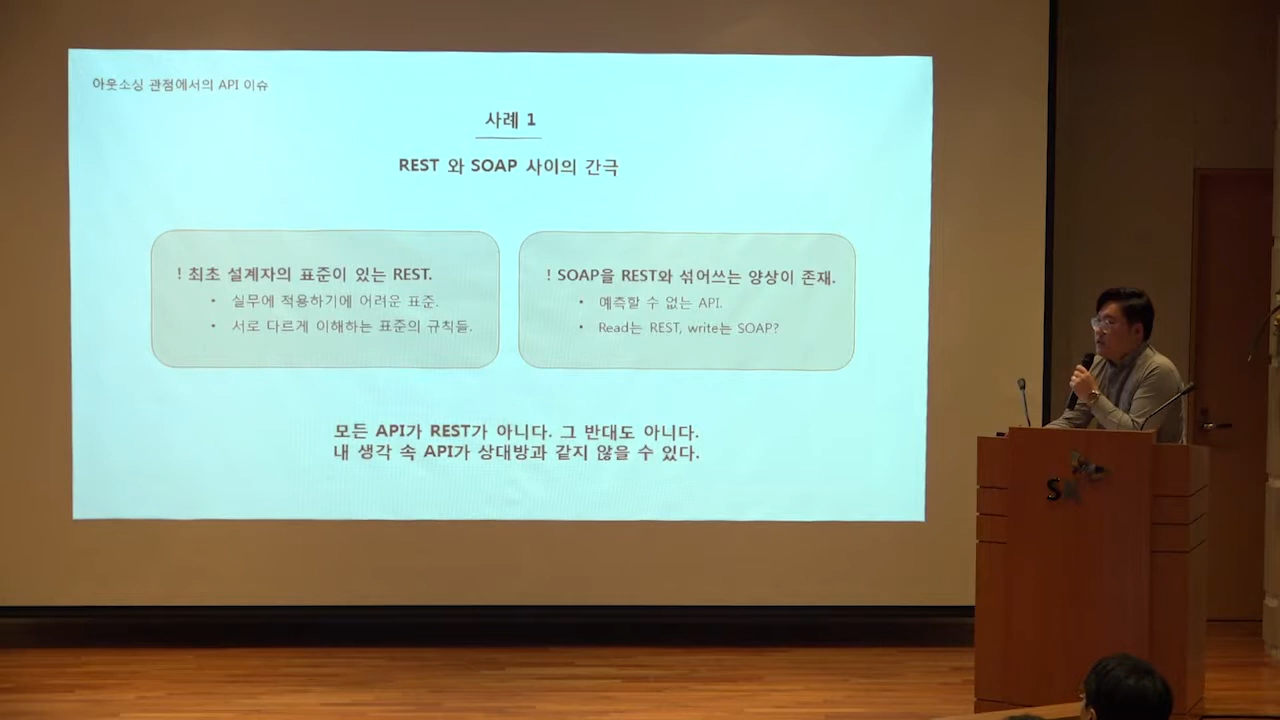 아웃소싱 관점에서의 API 이슈
사례 1
REST 와 SOAP 사이의 간극
! 최초 설계자의 표준이 있는 REST.
• 실무에 적용하기에 어려운 표준.
• 서로 다르게 이해하는 표준의 규칙들.
! SOAP을 REST와 섞어쓰는 양상이 존재.
• 예측할 수 없는 API.
• Read는 REST, write는 SOAP?
모든 API가 REST가 아니다. 그 반대도 아니다.
내 생각 속 API가 상대방과 같지 않을 수 있다.
SK